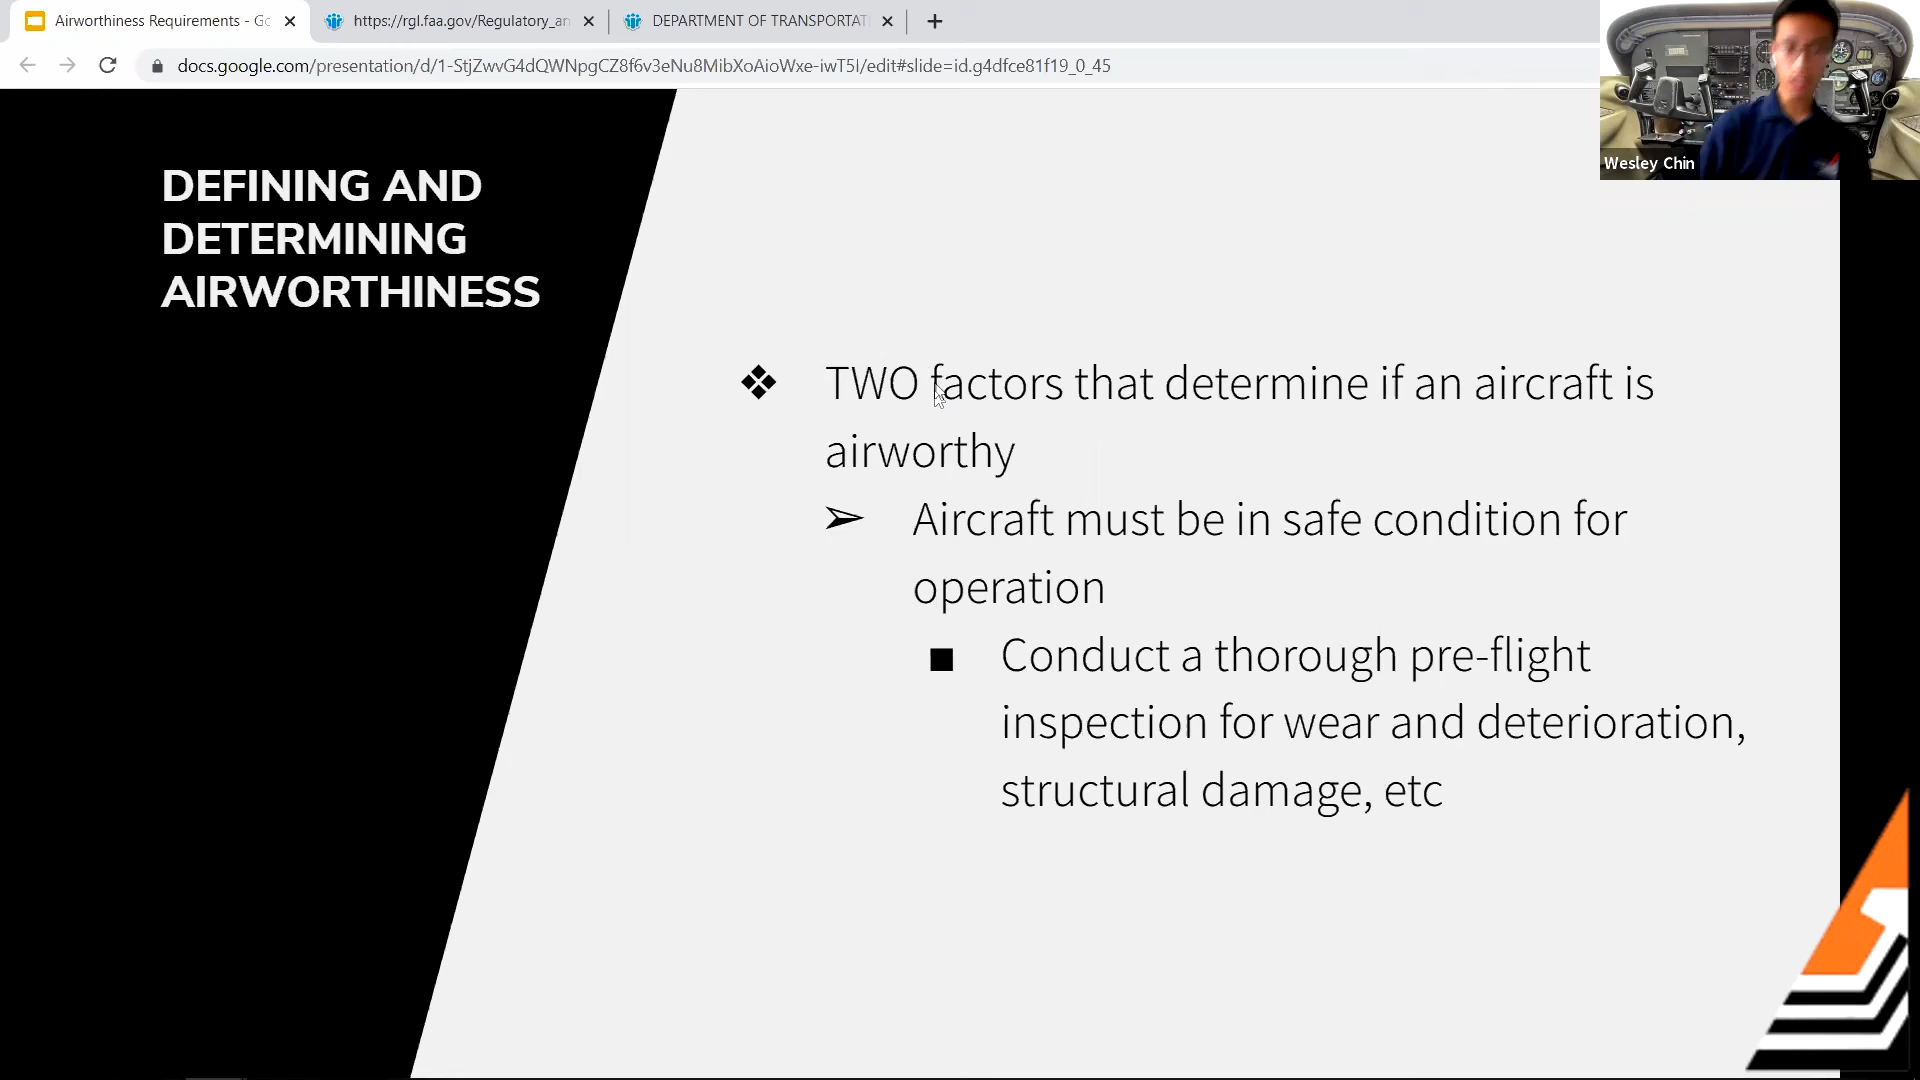 Airworthiness Requirements - Go
https://rgl.faa.gov/Regulatory_an
DEPARTMENT OF TRANSPORTAT
docs.google.com/presentation/d/1-StjZwvG4dQWNpgCZ8f6v3eNu8MibXoAioWxe-iwT5I/edit#slide=id.g4dfce81f19_0_45
Wesley Chin
DEFINING AND
DETERMINING
AIRWORTHINESS
❖ TWO factors that determine if an aircraft is
airworthy
➢ Aircraft must be in safe condition for
operation
■ Conduct a thorough pre-flight
inspection for wear and deterioration,
structural damage, etc